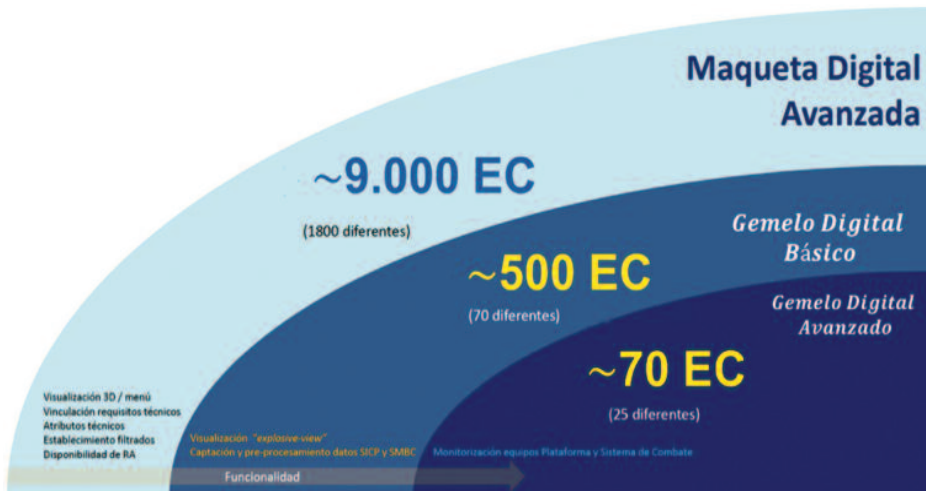 Maqueta Digital
Avanzada
~9.000 EC
(1800 diferentes)
Gemelo Digital
Básico
~500 EC
(70 diferentes)
Gemelo Digital
Avanzado
~70 EC
(25 diferentes)
Visualización 3D / menú
Vinculación requisitos técnicos
Atributos técnicos
Establecimiento filtrados
Disponibilidad de RA
Visualización "explosive view"
Captación y pre-procesamiento datos SICP y SMBC
Monitorización equipos Plataforma y Sistema de Combate
Funcionalidad